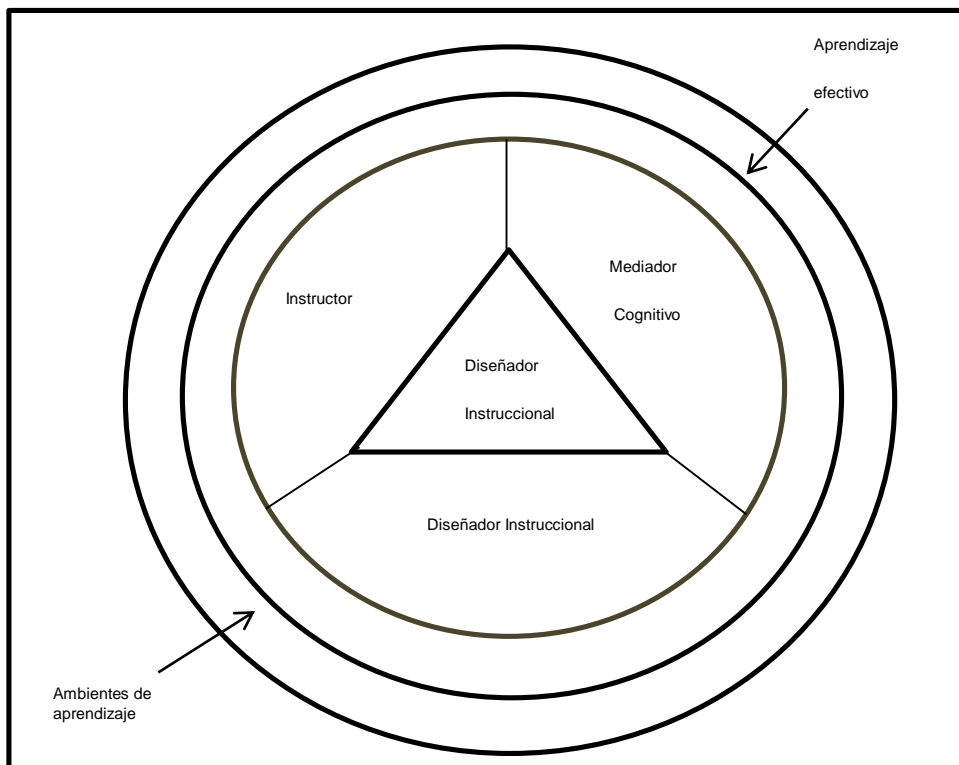 Aprendizaje
efectivo
Mediador
Cognitivo
Instructor
Diseñador
Instruccional
Diseñador Instruccional
Ambientes de
aprendizaje